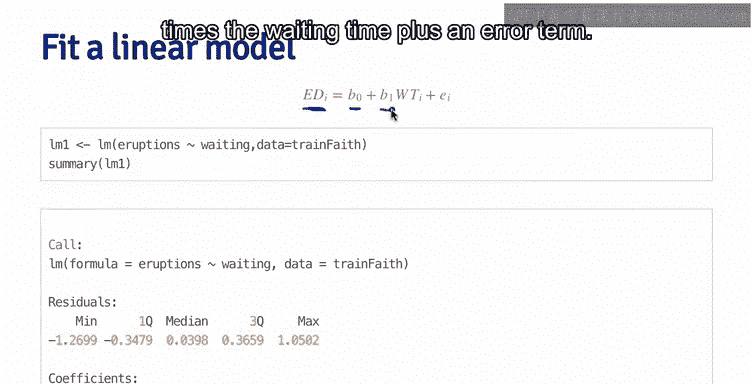 times the waiting time plus an error term.
Fit a linear model
EDᵢ = b₀ + b₁WTᵢ + eᵢ
lm1 <- lm(eruptions ~ waiting,data=trainFaith)
summary(lm1)
Call:
lm(formula = eruptions ~ waiting, data = trainFaith)
Residuals:
Min 1Q Median 3Q Max
-1.2699 -0.3479 0.0398 0.3659 1.0502
Coefficients: